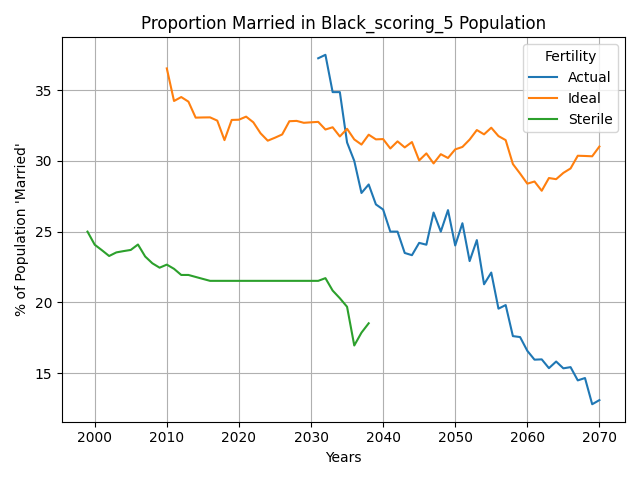 Proportion Married in Black_scoring_5 Population
Fertility
Actual
Ideal
Sterile
% of Population 'Married'
35
30
25
20
15
2000 2010 2020 2030 2040 2050 2060 2070
Years